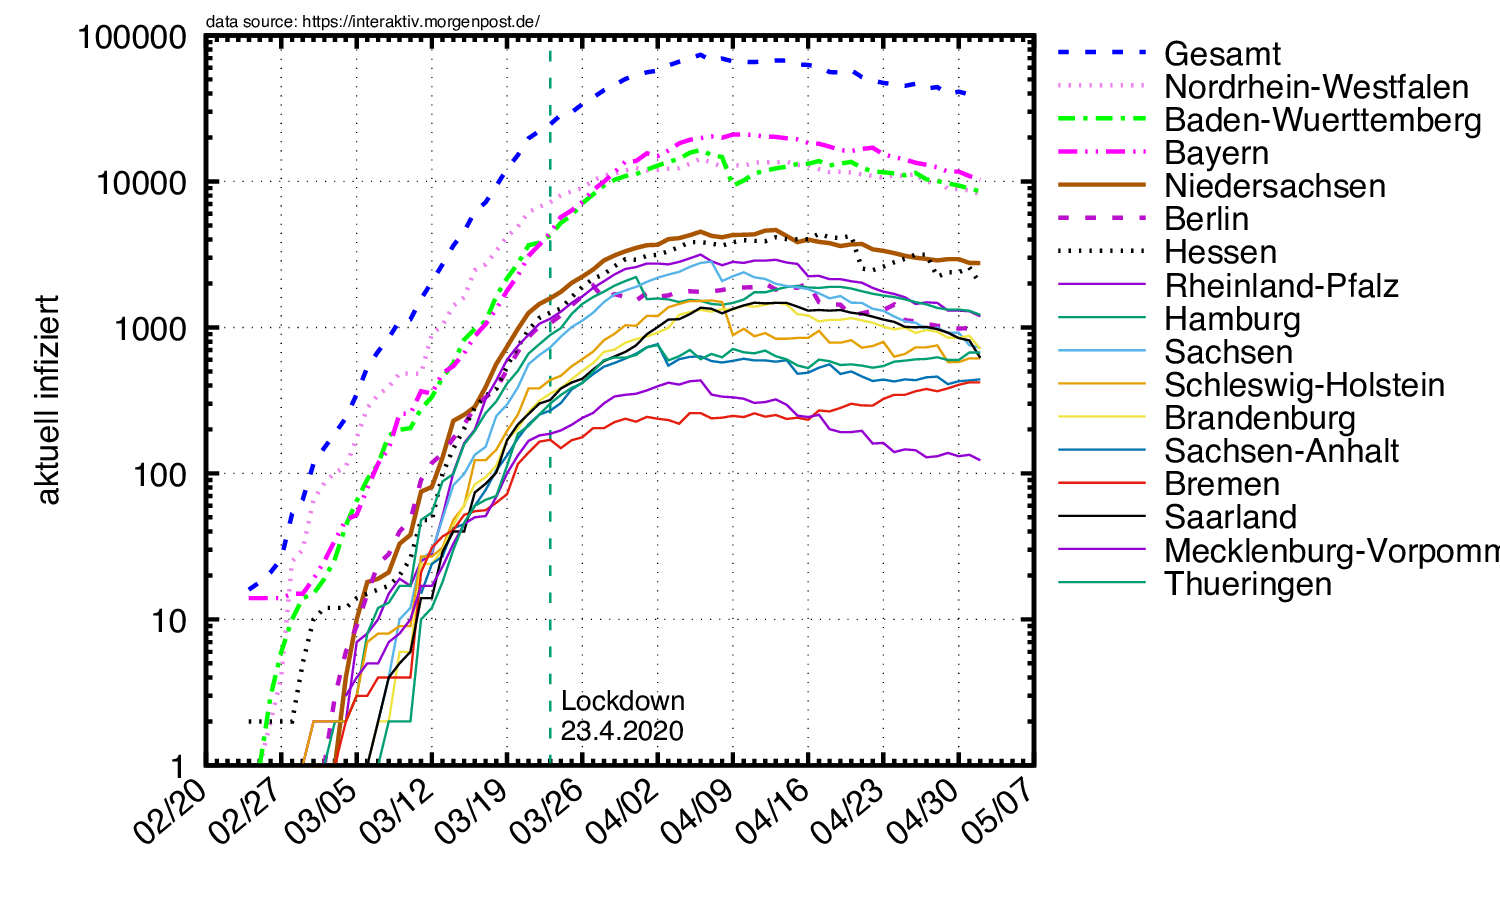 data source: https://interaktiv.morgenpost.de/
100000
10000
1000
100
10
1
aktuell infiziert
02/20
02/27
03/05
03/12
03/19
03/26
04/02
04/09
04/16
04/23
04/30
05/07
Lockdown
23.4.2020
Gesamt
Nordrhein-Westfalen
Baden-Wuerttemberg
Bayern
Niedersachsen
Berlin
Hessen
Rheinland-Pfalz
Hamburg
Sachsen
Schleswig-Holstein
Brandenburg
Sachsen-Anhalt
Bremen
Saarland
Mecklenburg-Vorpomm
Thueringen